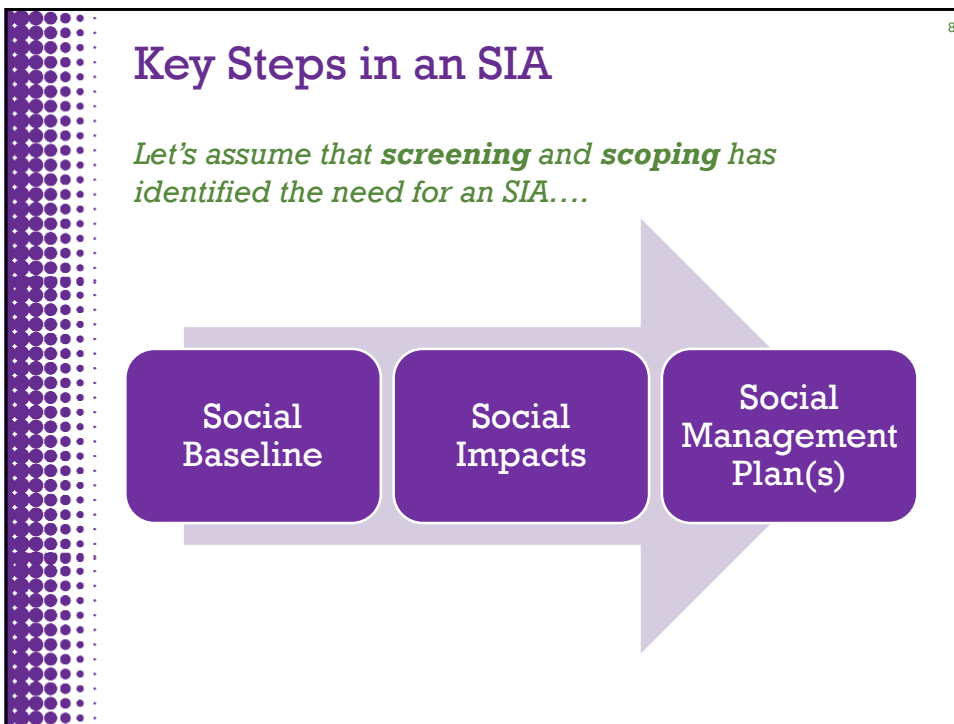 8
Key Steps in an SIA
Let’s assume that screening and scoping has
identified the need for an SIA….
Social
Baseline
Social
Impacts
Social
Management
Plan(s)